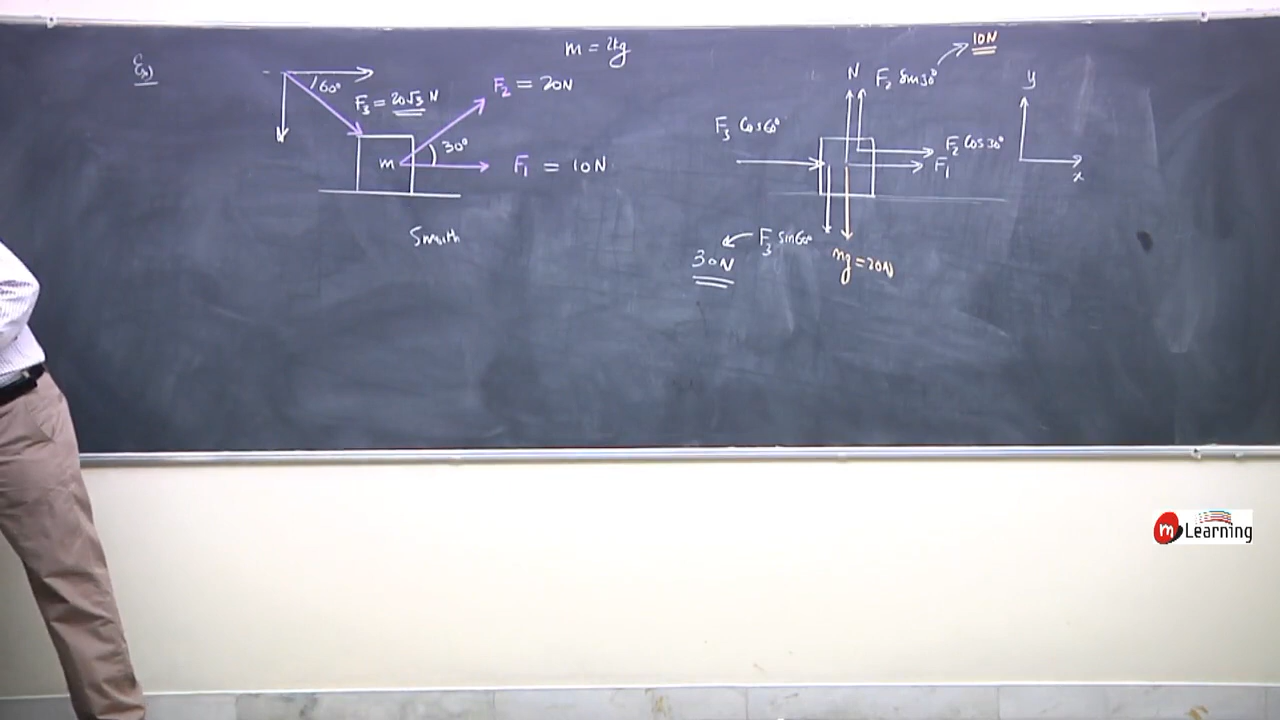 Ex)
m = 2kg
60°
F₃ = 20√3 N
F₂ = 20N
30°
m
F₁ = 10N
Smooth
10N
N
F₂ Sin30°
y
F₃ Cos60°
F₂ Cos30°
F₁
x
F₃ sin60°
30N
mg = 20N
m Learning